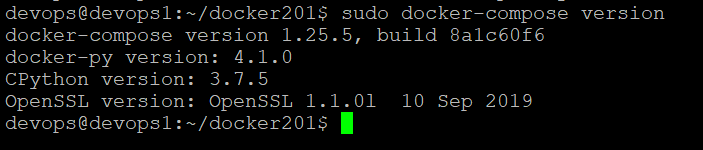 devops@devops1:~/docker201$ sudo docker-compose version
docker-compose version 1.25.5, build 8a1c60f6
docker-py version: 4.1.0
CPython version: 3.7.5
OpenSSL version: OpenSSL 1.1.0l  10 Sep 2019
devops@devops1:~/docker201$